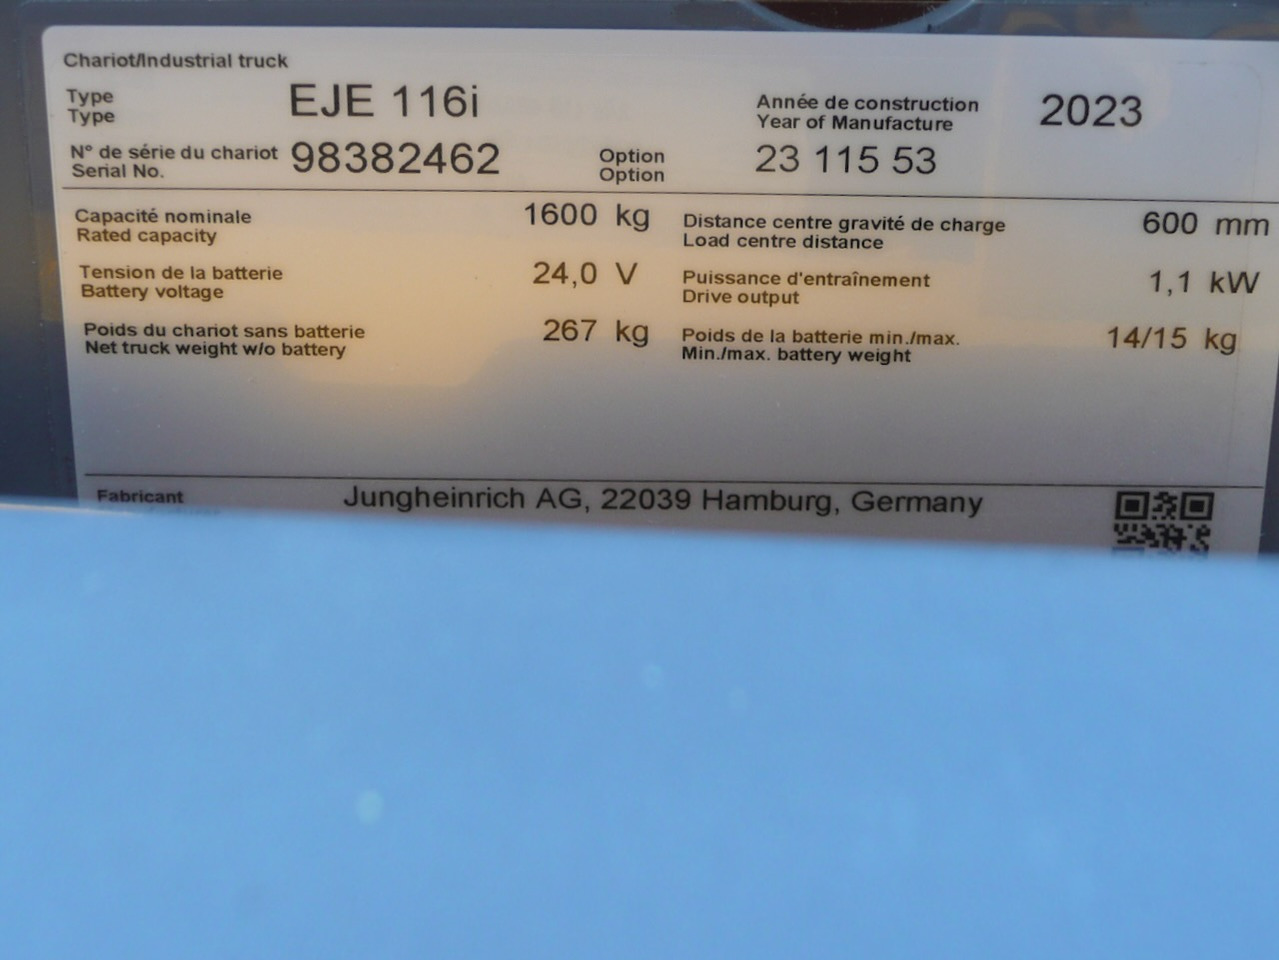 Chariot/Industrial truck
Type
Type
EJE 116i
Année de construction
Year of Manufacture
2023
N° de série du chariot
Serial No.
98382462
Option
Option
23 115 53
Capacité nominale
Rated capacity
1600 kg
Distance centre gravité de charge
Load centre distance
600 mm
Tension de la batterie
Battery voltage
24,0 V
Puissance d'entraînement
Drive output
1,1 kW
Poids du chariot sans batterie
Net truck weight w/o battery
267 kg
Poids de la batterie min./max.
Min./max. battery weight
14/15 kg
Fabricant
Jungheinrich AG, 22039 Hamburg, Germany